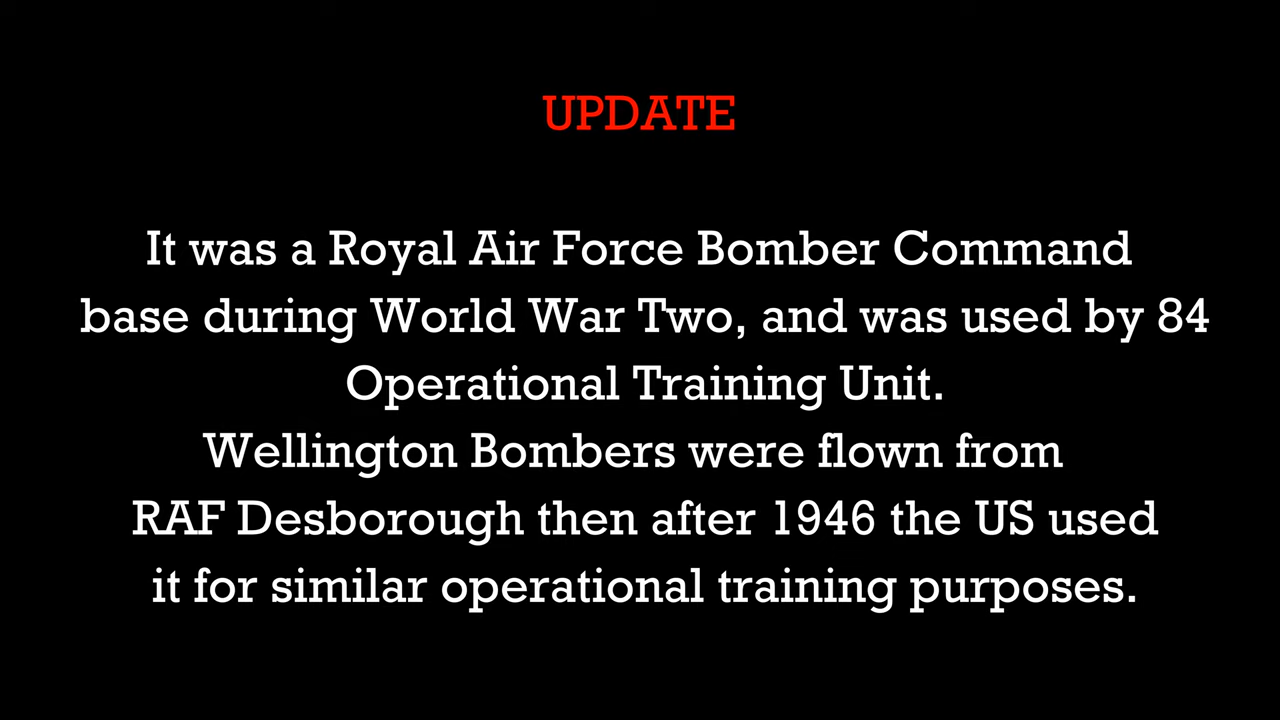 UPDATE
It was a Royal Air Force Bomber Command
base during World War Two, and was used by 84
Operational Training Unit.
Wellington Bombers were flown from
RAF Desborough then after 1946 the US used
it for similar operational training purposes.